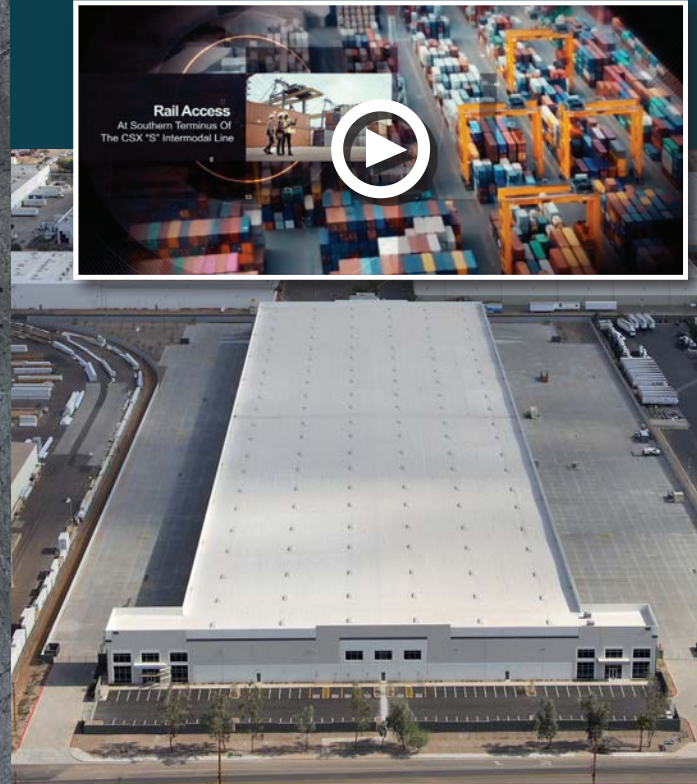 Rail Access
At Southern Terminus Of
The CSX "S" Intermodal Line